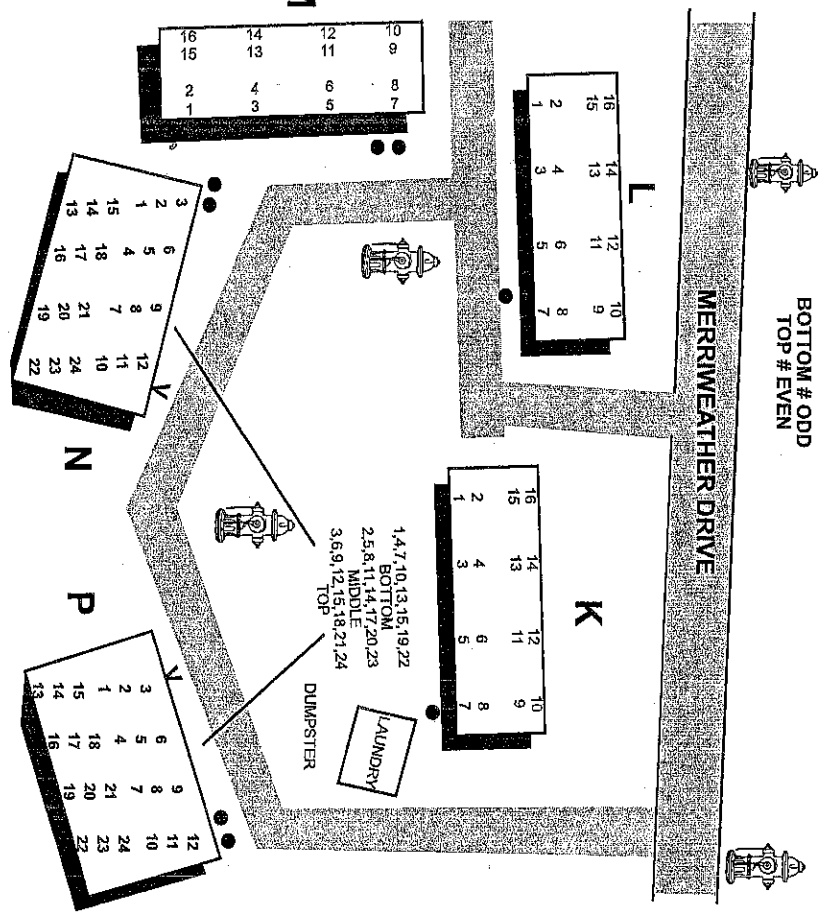 BOTTOM # ODD
TOP # EVEN
MERRIWEATHER DRIVE
L
16 14 12 10
15 13 11 9
2 4 6 8
1 3 5 7
K
16 14 12 10
15 13 11 9
2 4 6 8
1 3 5 7
16 14 12 10
15 13 11 9
2 4 6 8
1 3 5 7
1,4,7,10,13,15,19,22
BOTTOM
2,5,8,11,14,17,20,23
MIDDLE
3,6,9,12,15,18,21,24
TOP
LAUNDRY
DUMPSTER
V
3 6 9 12
2 5 8 11
1 4 7 10
15 18 21 24
14 17 20 23
13 16 19 22
N
V
3 6 9 12
2 5 8 11
1 4 7 10
15 18 21 24
14 17 20 23
13 16 19 22
P